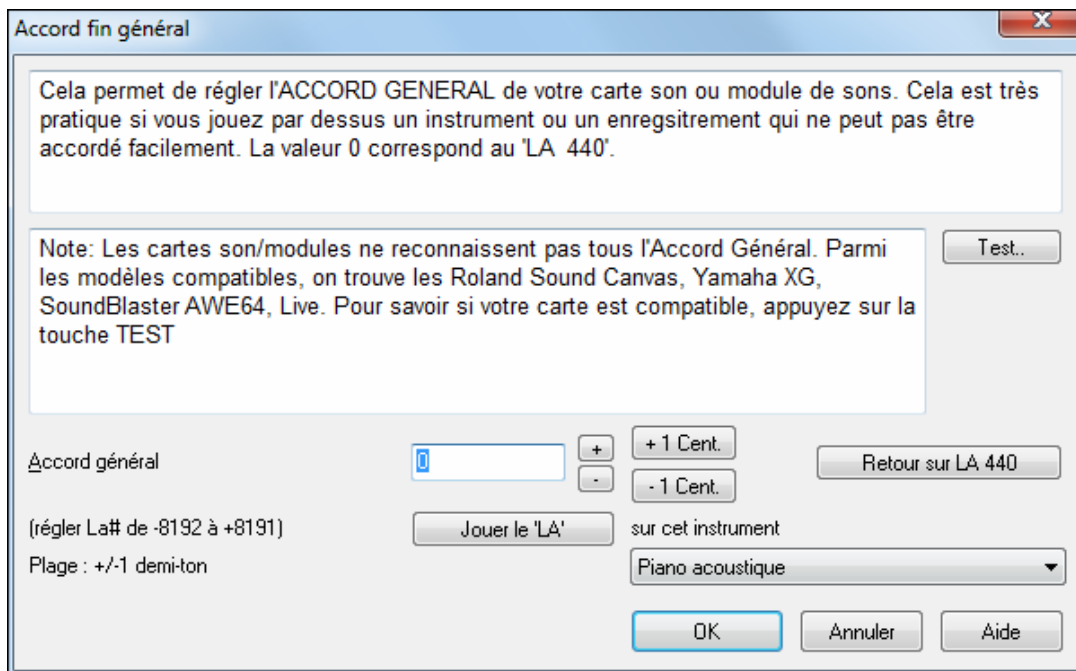 Accord fin général
Cela permet de régler l'ACCORD GENERAL de votre carte son ou module de sons. Cela est très
pratique si vous jouez par dessus un instrument ou un enregsitrement qui ne peut pas être
accordé facilement. La valeur 0 correspond au 'LA 440'.
Note: Les cartes son/modules ne reconnaissent pas tous l'Accord Général. Parmi
les modèles compatibles, on trouve les Roland Sound Canvas, Yamaha XG,
SoundBlaster AWE64, Live. Pour savoir si votre carte est compatible, appuyez sur la
touche TEST
Test..
Accord général
0
+
-
+ 1 Cent.
- 1 Cent.
Retour sur LA 440
(régler La# de -8192 à +8191)
Jouer le 'LA'
sur cet instrument
Plage : +/-1 demi-ton
Piano acoustique
OK
Annuler
Aide